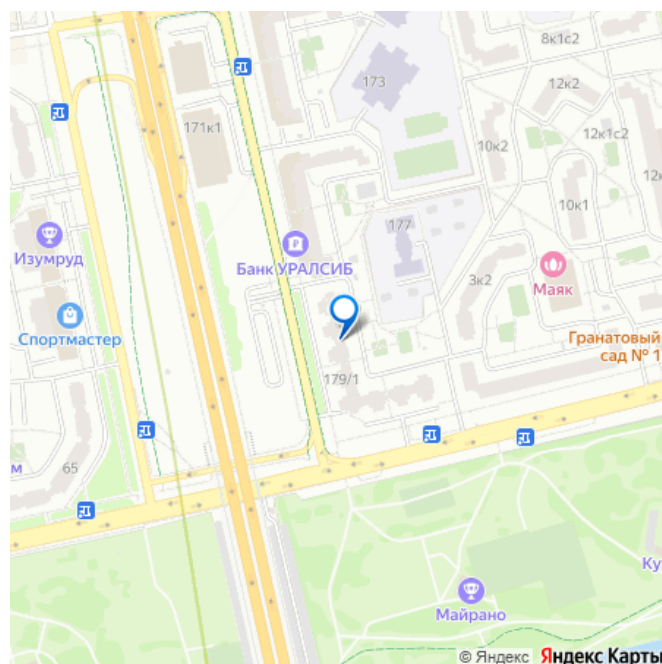 8к1с2
173
12к2
171к1
12к1с2
10к2
12к
10к1
177
Изумруд
Банк УРАЛСИБ
3к2
Маяк
Спортмастер
Гранатовый
сад № 1
179/1
м
65
Ку
Майрано
© Яндекс Яндекс Карты